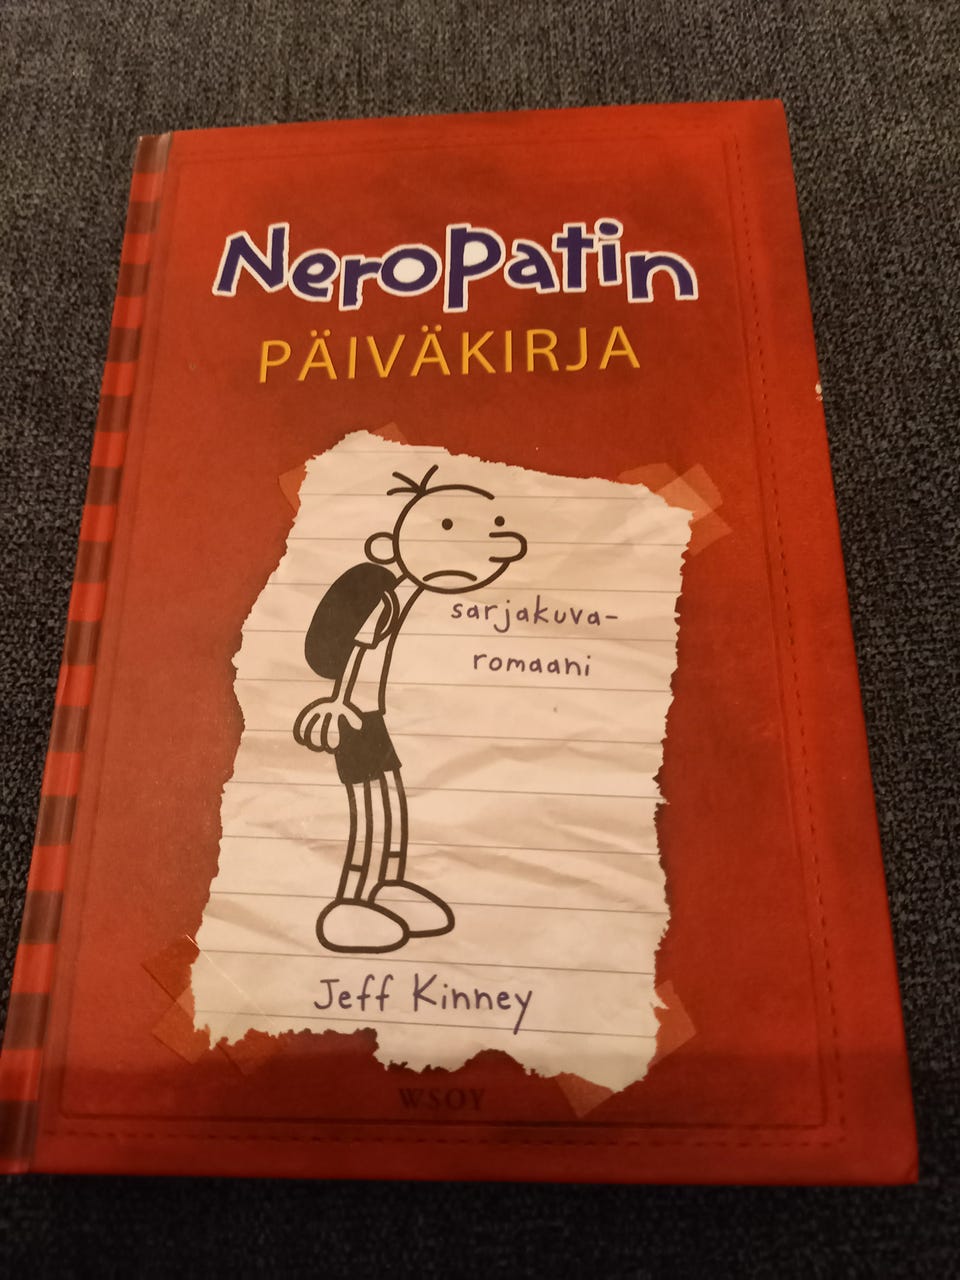 Neropatin
PÄIVÄKIRJA
sarjakuva-
romaani
Jeff Kinney
WSOY